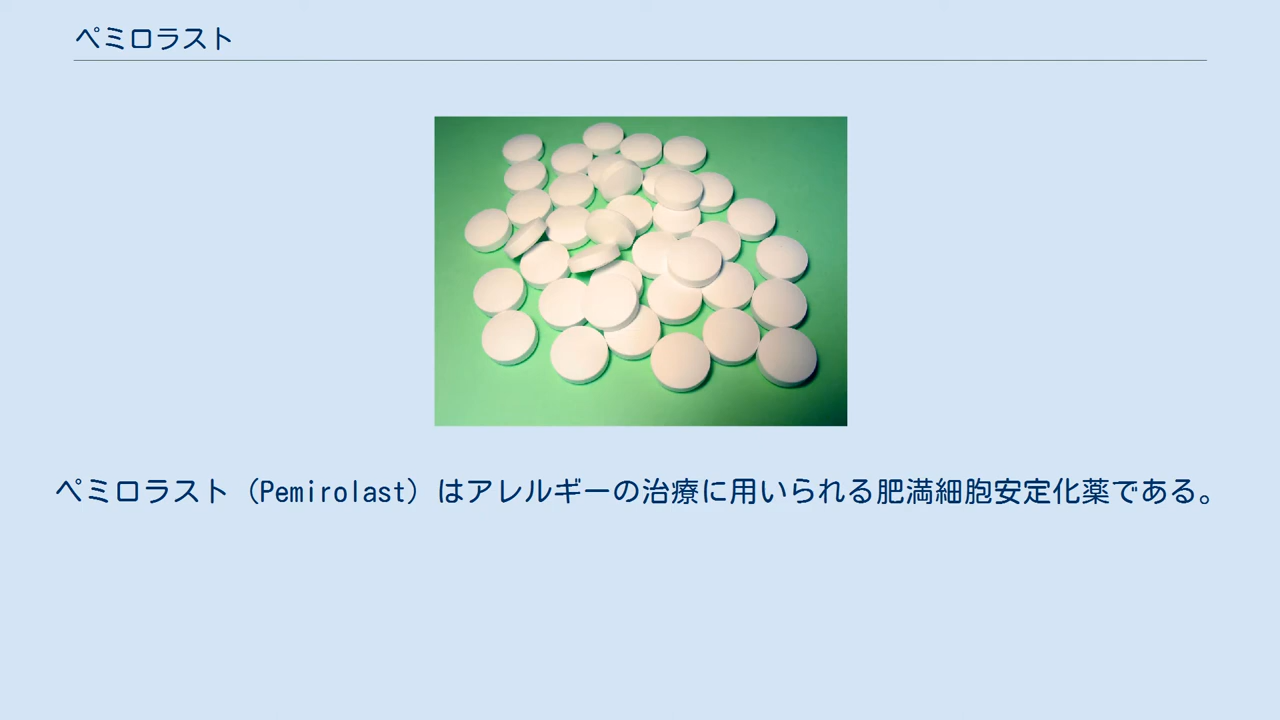 ペミロラスト
ペミロラスト（Pemirolast）はアレルギーの治療に用いられる肥満細胞安定化薬である。